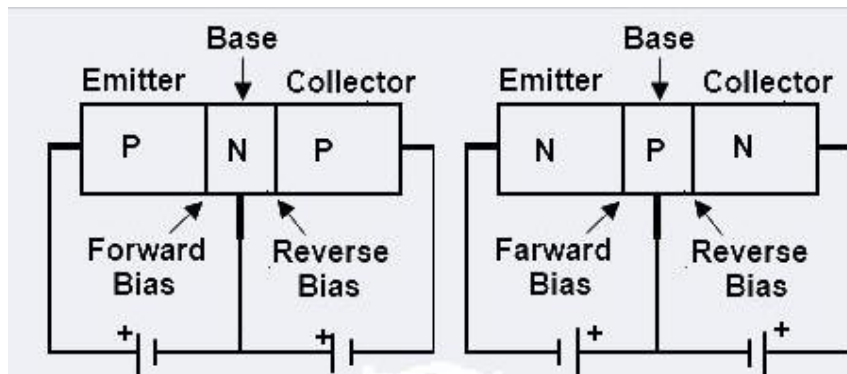 Base
Emitter
Collector
P
N
P
Forward
Bias
Reverse
Bias
+
+
Base
Emitter
Collector
N
P
N
Farward
Bias
Reverse
Bias
+
+